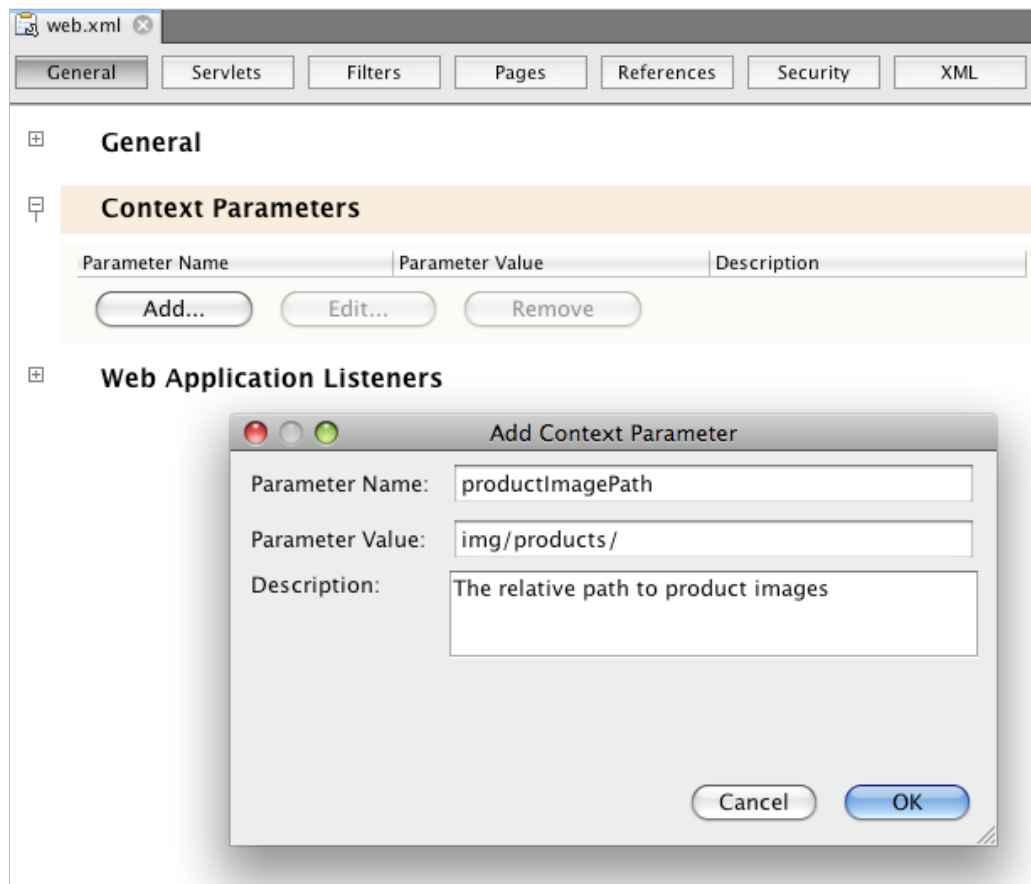 web.xml
General Servlets Filters Pages References Security XML
General
Context Parameters
Parameter Name Parameter Value Description
Add... Edit... Remove
Web Application Listeners
Add Context Parameter
Parameter Name: productImagePath
Parameter Value: img/products/
Description: The relative path to product images
Cancel OK